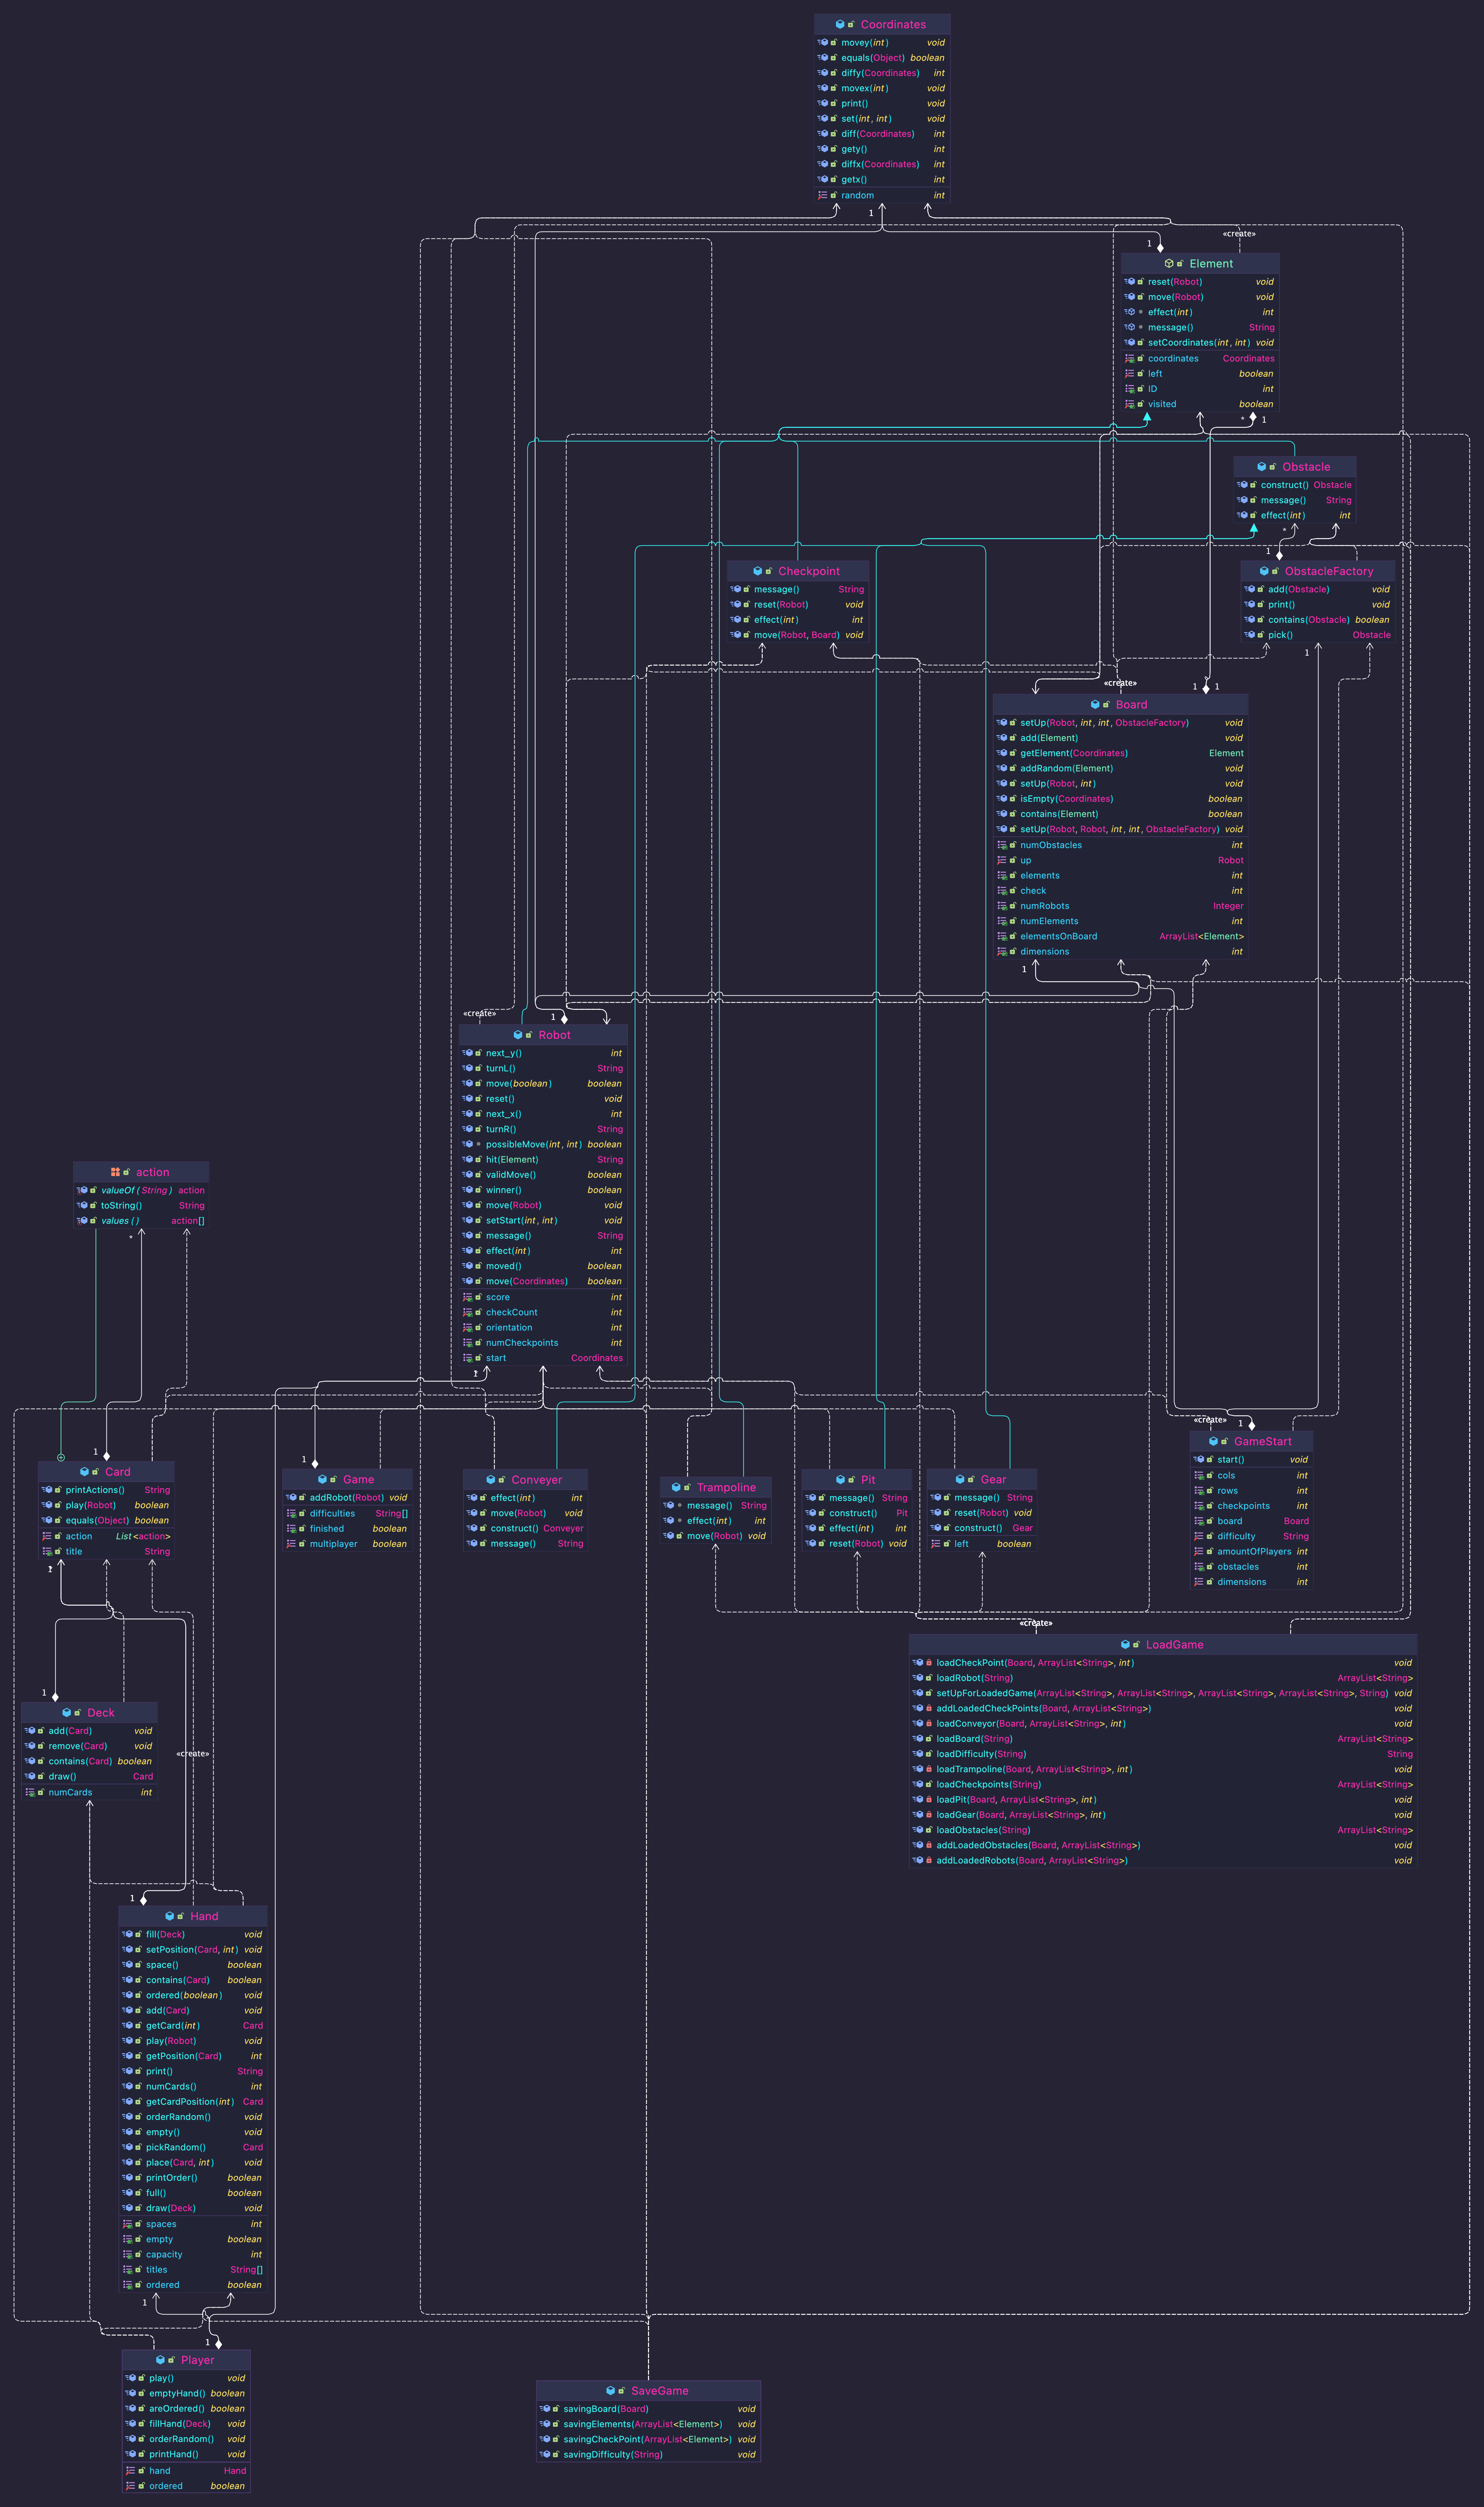 Coordinates
movey(int) void
equals(Object) boolean
diffy(Coordinates) int
movex(int) void
print() void
set(int, int) void
diff(Coordinates) int
gety() int
diffx(Coordinates) int
getx() int
random int
1
«create»
1
Element
reset(Robot) void
move(Robot) void
effect(int) int
message() String
setCoordinates(int, int) void
coordinates Coordinates
left boolean
ID int
visited boolean
* 1
Obstacle
construct() Obstacle
message() String
effect(int) int
*
1
Checkpoint
message() String
reset(Robot) void
effect(int) int
move(Robot, Board) void
ObstacleFactory
add(Obstacle) void
print() void
contains(Obstacle) boolean
pick() Obstacle
1
«create»
1 1
Board
setUp(Robot, int, int, ObstacleFactory) void
add(Element) void
getElement(Coordinates) Element
addRandom(Element) void
setUp(Robot, int) void
isEmpty(Coordinates) boolean
contains(Element) boolean
setUp(Robot, Robot, int, int, ObstacleFactory) void
numObstacles int
up Robot
elements int
check int
numRobots Integer
numElements int
elementsOnBoard ArrayList<Element>
dimensions int
1
«create»
1
Robot
next_y() int
turnL() String
move(boolean) boolean
reset() void
next_x() int
turnR() String
possibleMove(int, int) boolean
hit(Element) String
validMove() boolean
winner() boolean
move(Robot) void
setStart(int, int) void
message() String
effect(int) int
moved() boolean
move(Coordinates) boolean
score int
checkCount int
orientation int
numCheckpoints int
start Coordinates
action
valueOf(String) action
toString() String
values() action[]
*
1
Card
printActions() String
play(Robot) boolean
equals(Object) boolean
action List<action>
title String
1
Game
addRobot(Robot) void
difficulties String[]
finished boolean
multiplayer boolean
Conveyer
effect(int) int
move(Robot) void
construct() Conveyer
message() String
Trampoline
message() String
effect(int) int
move(Robot) void
Pit
message() String
construct() Pit
effect(int) int
reset(Robot) void
Gear
message() String
reset(Robot) void
construct() Gear
left boolean
«create»
1
GameStart
start() void
cols int
rows int
checkpoints int
board Board
difficulty String
amountOfPlayers int
obstacles int
dimensions int
«create»
LoadGame
loadCheckPoint(Board, ArrayList<String>, int) void
loadRobot(String) ArrayList<String>
setUpForLoadedGame(ArrayList<String>, ArrayList<String>, ArrayList<String>, ArrayList<String>, String) void
addLoadedCheckPoints(Board, ArrayList<String>) void
loadConveyor(Board, ArrayList<String>, int) void
loadBoard(String) ArrayList<String>
loadDifficulty(String) String
loadTrampoline(Board, ArrayList<String>, int) void
loadCheckpoints(String) ArrayList<String>
loadPit(Board, ArrayList<String>, int) void
loadGear(Board, ArrayList<String>, int) void
loadObstacles(String) ArrayList<String>
addLoadedObstacles(Board, ArrayList<String>) void
addLoadedRobots(Board, ArrayList<String>) void
1
Deck
add(Card) void
remove(Card) void
contains(Card) boolean
draw() Card
numCards int
«create»
1
Hand
fill(Deck) void
setPosition(Card, int) void
space() boolean
contains(Card) boolean
ordered(boolean) void
add(Card) void
getCard(int) Card
play(Robot) void
getPosition(Card) int
print() String
numCards() int
getCardPosition(int) Card
orderRandom() void
empty() void
pickRandom() Card
place(Card, int) void
printOrder() boolean
full() boolean
draw(Deck) void
spaces int
empty boolean
capacity int
titles String[]
ordered boolean
1
1
Player
play() void
emptyHand() boolean
areOrdered() boolean
fillHand(Deck) void
orderRandom() void
printHand() void
hand Hand
ordered boolean
SaveGame
savingBoard(Board) void
savingElements(ArrayList<Element>) void
savingCheckPoint(ArrayList<Element>) void
savingDifficulty(String) void